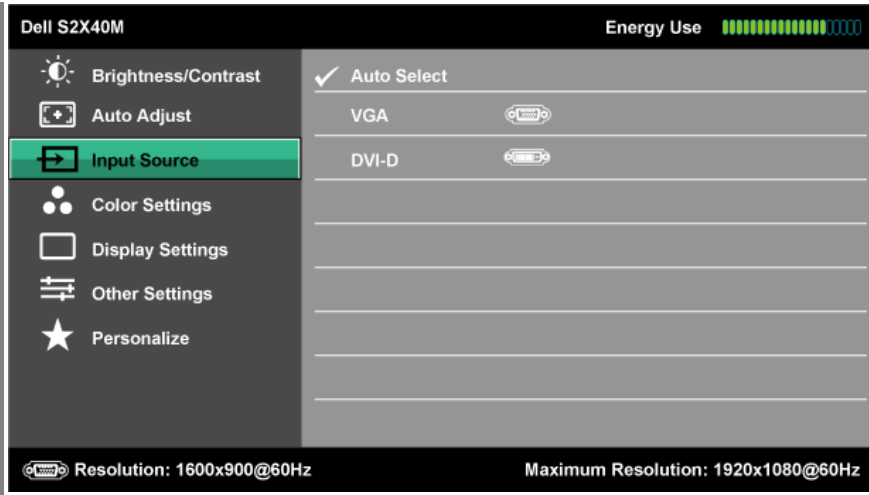 Dell S2X40M Energy Use
Brightness/Contrast
Auto Adjust
Input Source
Color Settings
Display Settings
Other Settings
Personalize
Auto Select
VGA
DVI-D
Resolution: 1600x900@60Hz Maximum Resolution: 1920x1080@60Hz